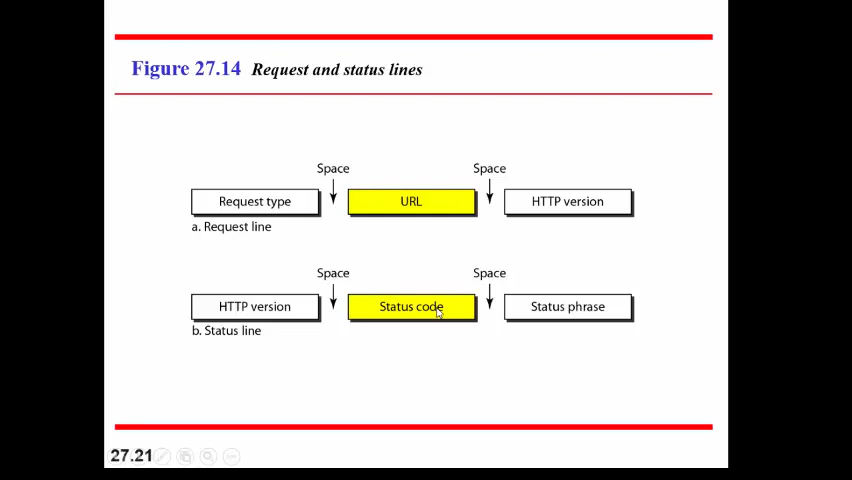 Figure 27.14 Request and status lines
Space Space
Request type URL HTTP version
a. Request line
Space Space
HTTP version Status code Status phrase
b. Status line
27.21